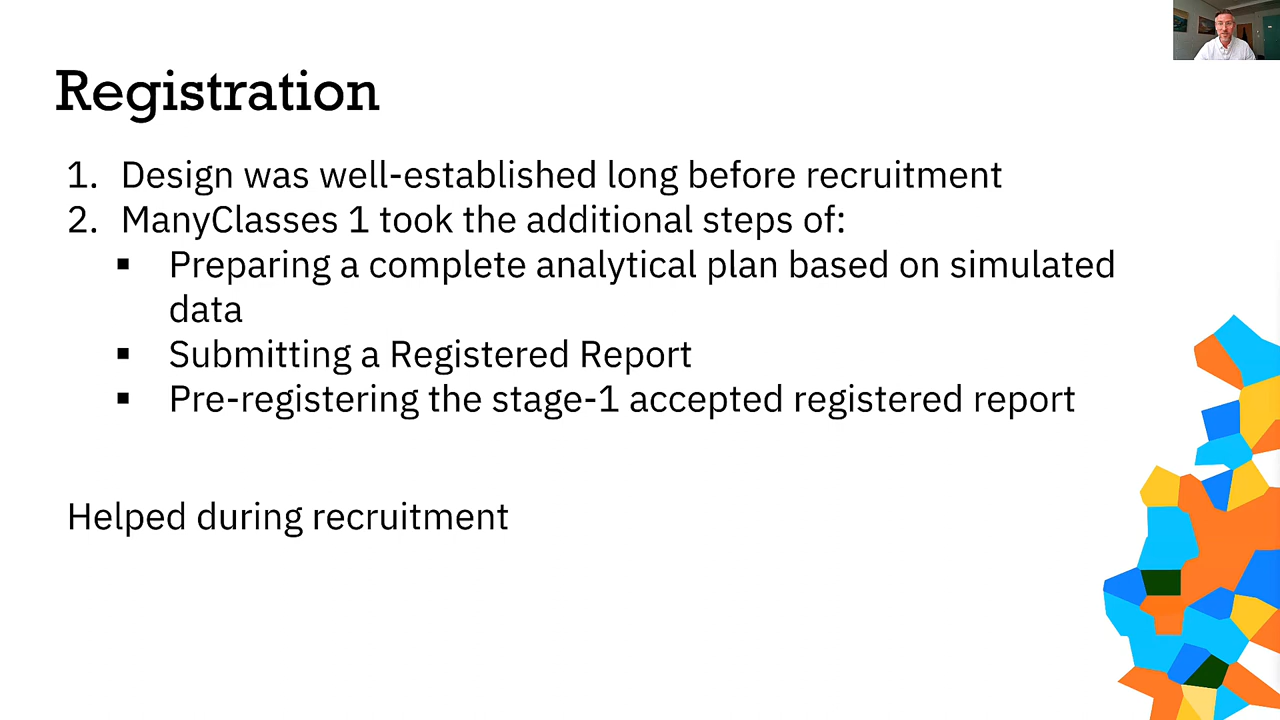 Registration
1. Design was well-established long before recruitment
2. ManyClasses 1 took the additional steps of:
▪ Preparing a complete analytical plan based on simulated
data
▪ Submitting a Registered Report
▪ Pre-registering the stage-1 accepted registered report
Helped during recruitment